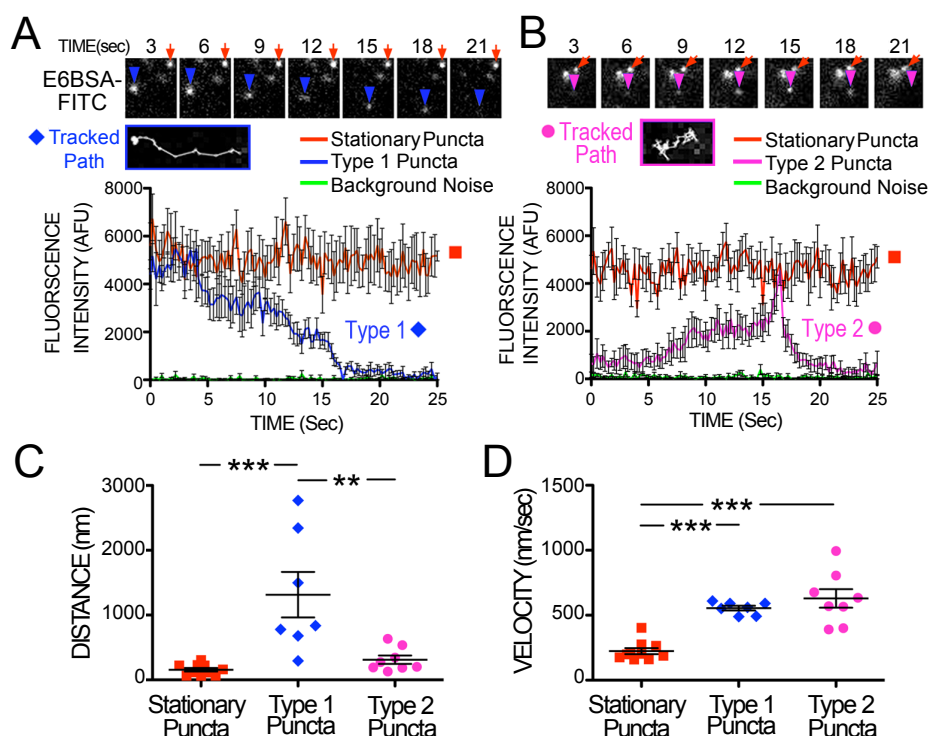 A
TIME(sec) 3 6 9 12 15 18 21
E6BSA-
FITC
Tracked
Path
Stationary Puncta
Type 1 Puncta
Background Noise
FLUORSCENCE
INTENSITY (AFU)
8000
6000
4000
2000
0
Type 1
0 5 10 15 20 25
TIME (Sec)
B
3 6 9 12 15 18 21
Tracked
Path
Stationary Puncta
Type 2 Puncta
Background Noise
FLUORSCENCE
INTENSITY (AFU)
8000
6000
4000
2000
0
Type 2
0 5 10 15 20 25
TIME (Sec)
C
*** **
DISTANCE (nm)
3000
2000
1000
0
Stationary Type 1 Type 2
Puncta Puncta Puncta
D
***
***
VELOCITY (nm/sec)
1500
1000
500
0
Stationary Type 1 Type 2
Puncta Puncta Puncta